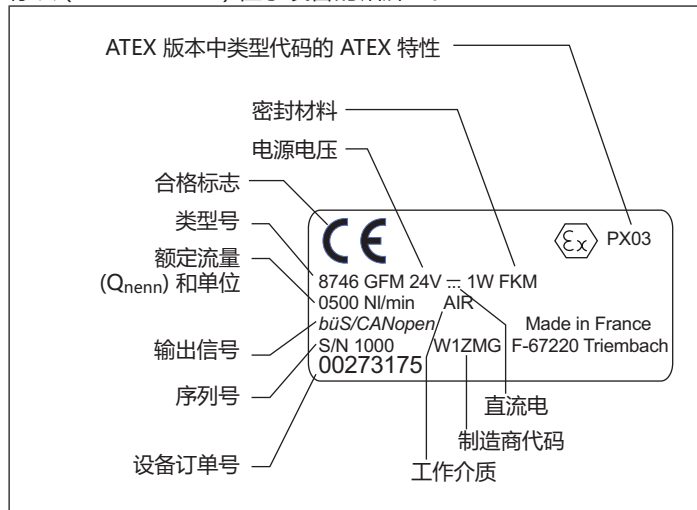 ATEX 版本中类型代码的 ATEX 特性
密封材料
电源电压
合格标志
类型号
额定流量
(Qnenn) 和单位
输出信号
序列号
设备订单号
CE
Ex PX03
8746 GFM 24V ⎓ 1W FKM
0500 Nl/min AIR
büS/CANopen Made in France
S/N 1000 W1ZMG F-67220 Triembach
00273175
直流电
制造商代码
工作介质